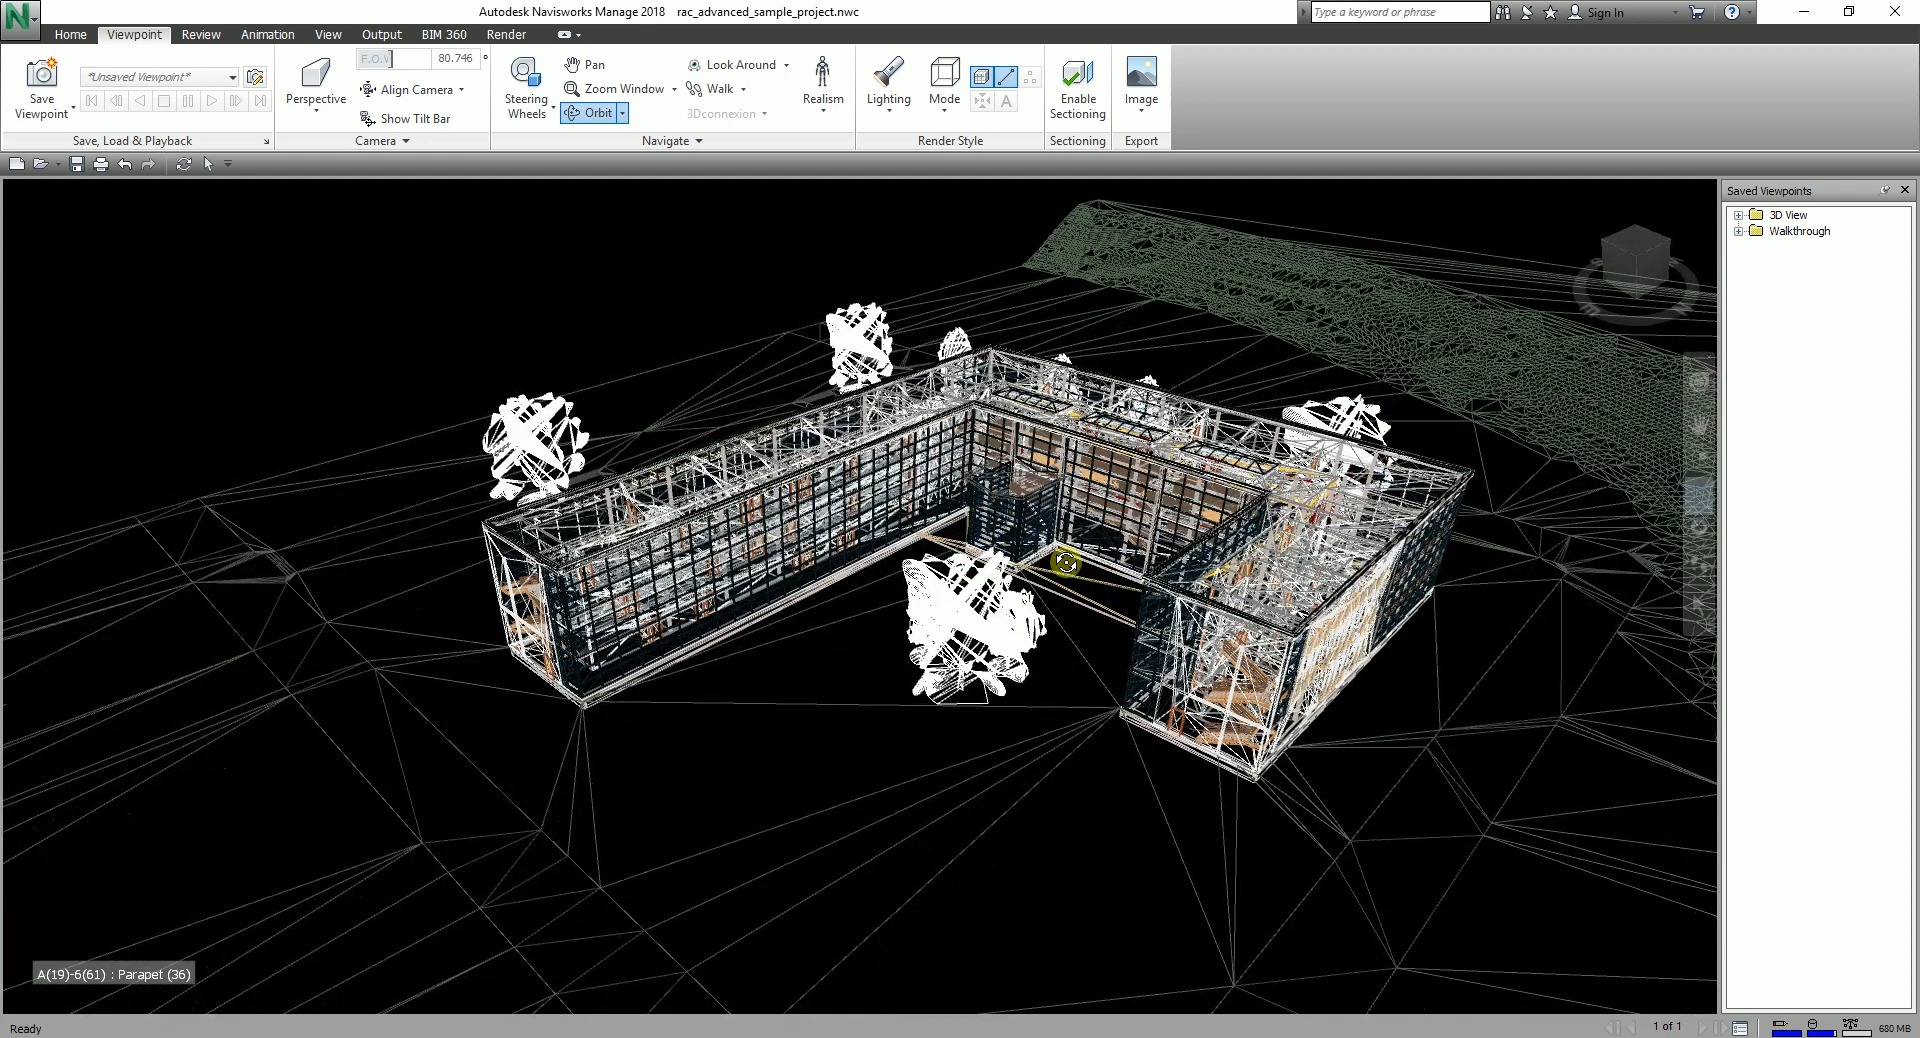 Autodesk Navisworks Manage 2018 rac_advanced_sample_project.nwc
Type a keyword or phrase
Sign In
Home Viewpoint Review Animation View Output BIM 360 Render
Save Viewpoint
*Unsaved Viewpoint*
Save, Load & Playback
Perspective
F.O.V
80.746 °
Align Camera
Show Tilt Bar
Camera
Steering Wheels
Pan
Zoom Window
Orbit
Look Around
Walk
3Dconnexion
Realism
Navigate
Lighting
Mode
A
Render Style
Enable Sectioning
Sectioning
Image
Export
Saved Viewpoints
3D View
Walkthrough
A(19)-6(61) : Parapet (36)
Ready
1 of 1
680 MB